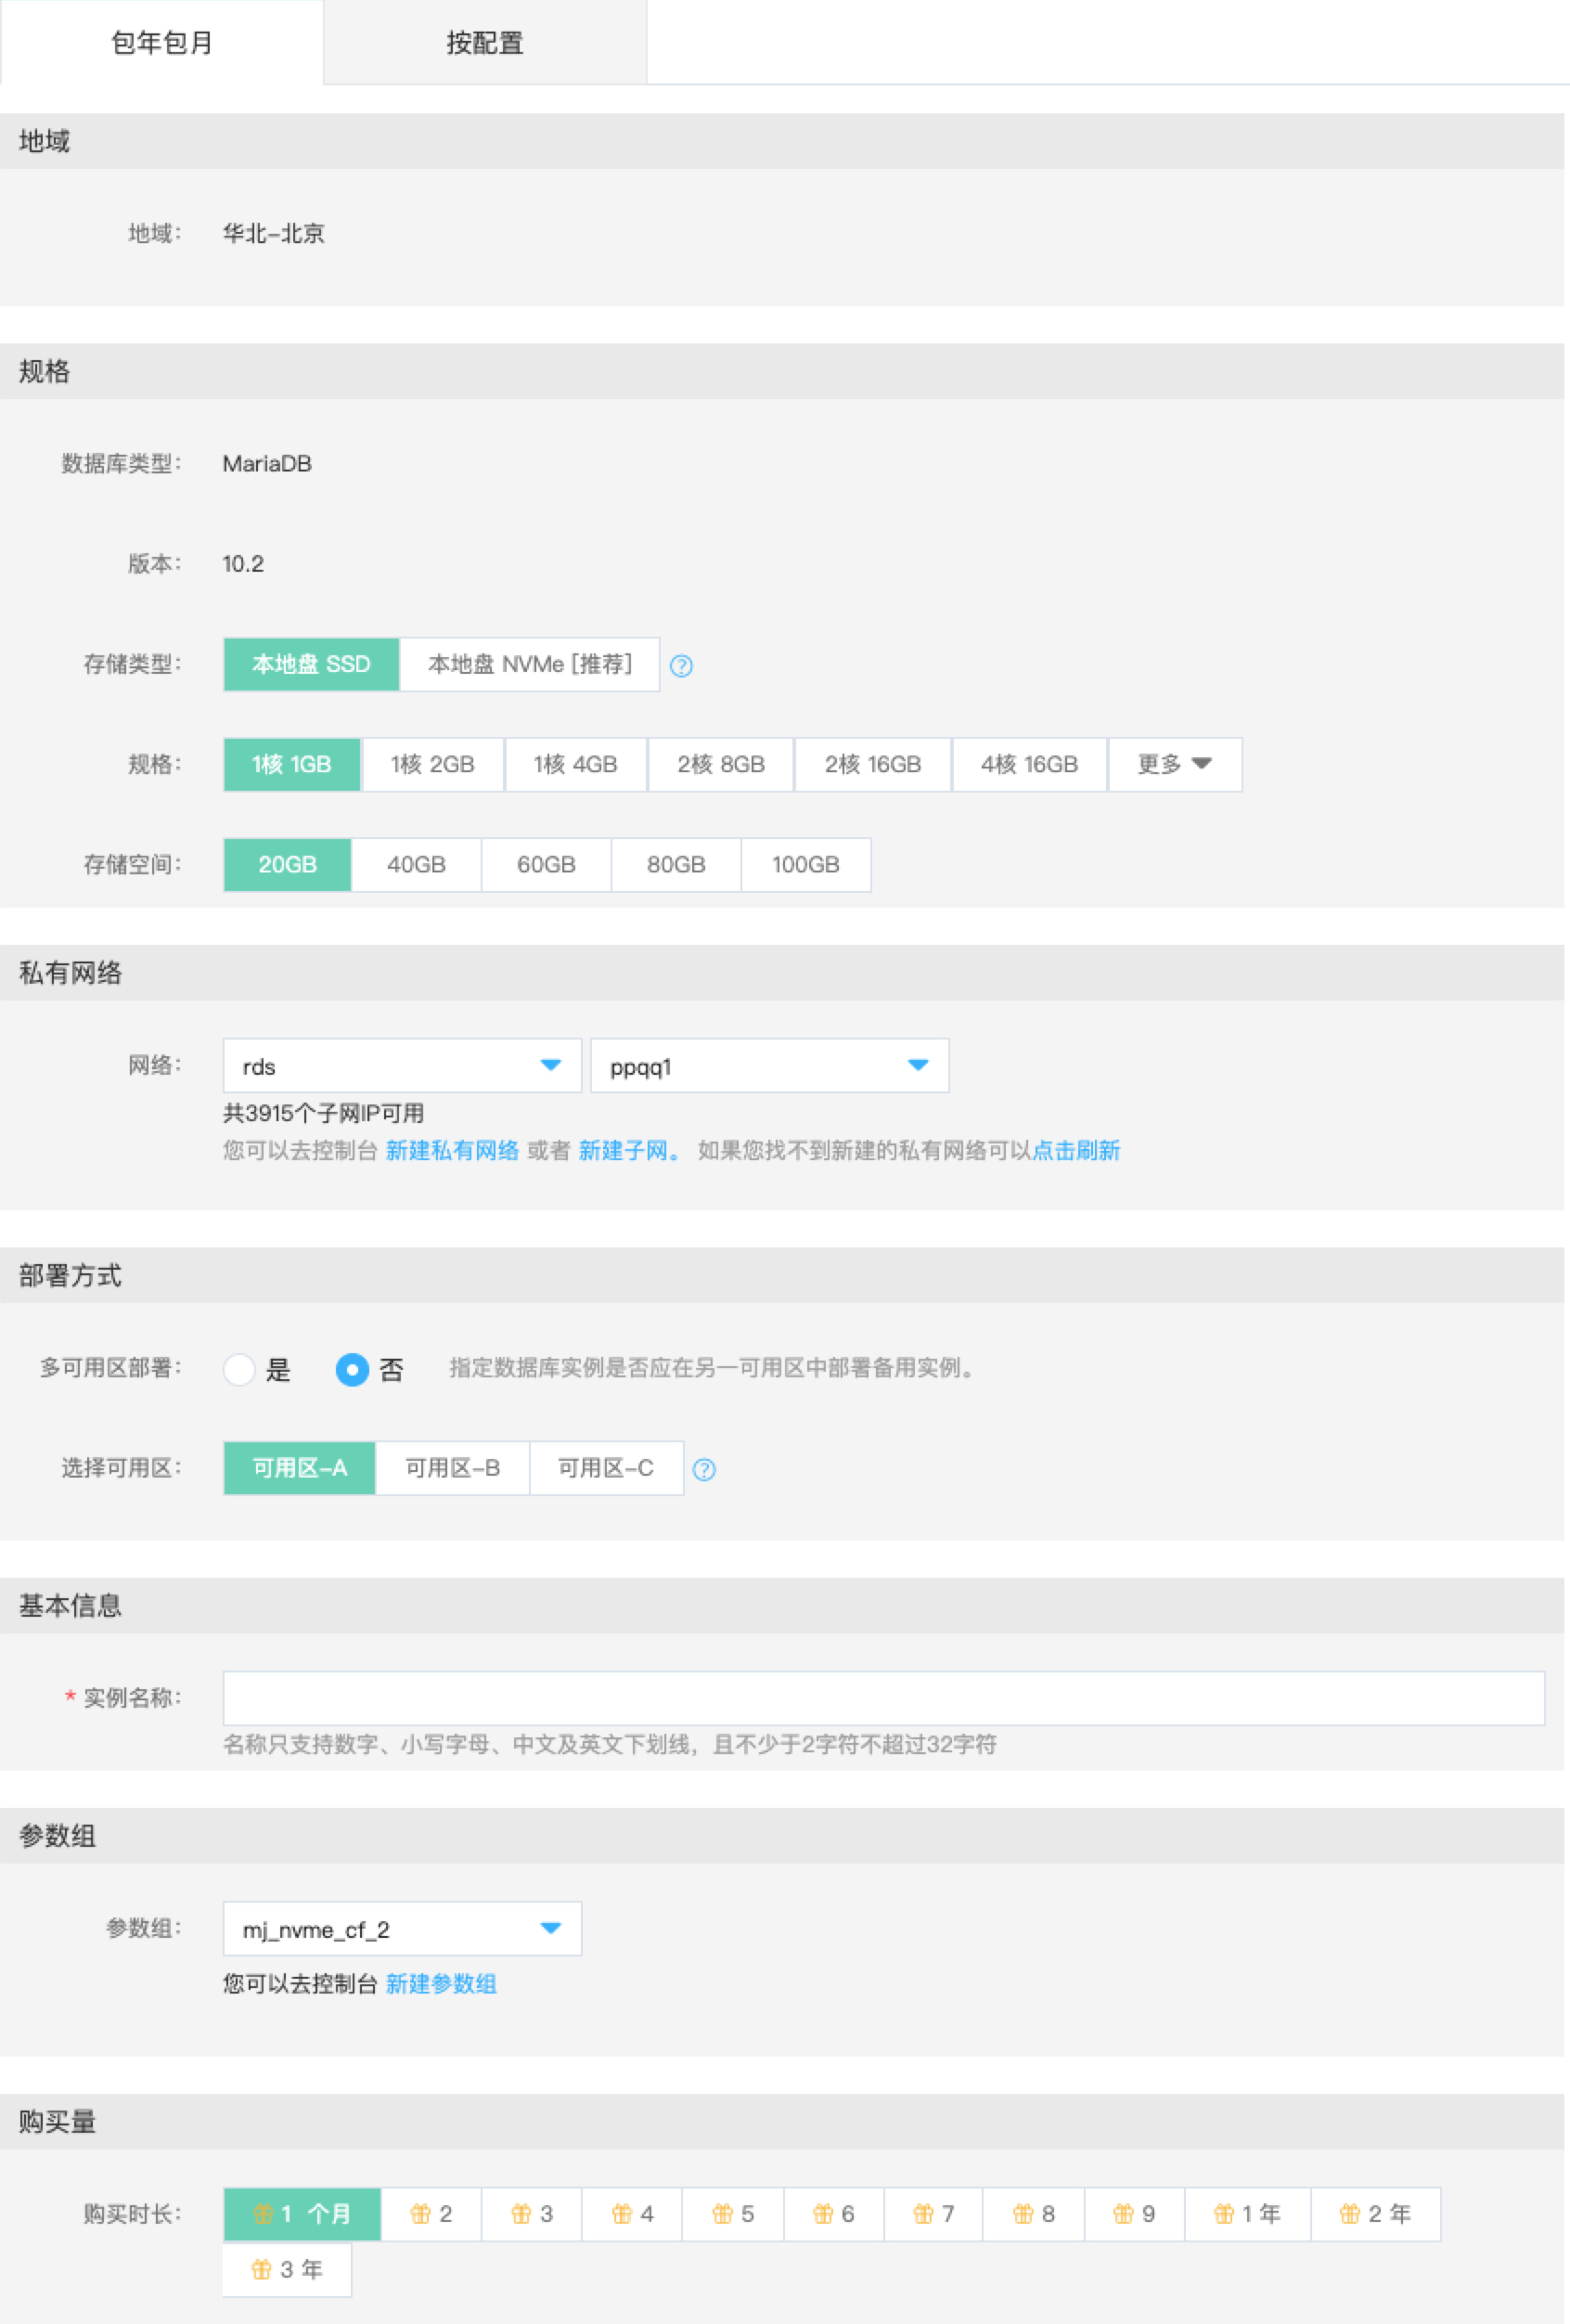 包年包月 按配置
地域
地域： 华北-北京
规格
数据库类型： MariaDB
版本： 10.2
存储类型： 本地盘 SSD 本地盘 NVMe [推荐] ?
规格： 1核 1GB 1核 2GB 1核 4GB 2核 8GB 2核 16GB 4核 16GB 更多
存储空间： 20GB 40GB 60GB 80GB 100GB
私有网络
网络： rds ppqq1
共3915个子网IP可用
您可以去控制台 新建私有网络 或者 新建子网。 如果您找不到新建的私有网络可以点击刷新
部署方式
多可用区部署： 是 否 指定数据库实例是否应在另一可用区中部署备用实例。
选择可用区： 可用区-A 可用区-B 可用区-C ?
基本信息
* 实例名称：
名称只支持数字、小写字母、中文及英文下划线，且不少于2字符不超过32字符
参数组
参数组： mj_nvme_cf_2
您可以去控制台 新建参数组
购买量
购买时长： 1 个月 2 3 4 5 6 7 8 9 1 年 2 年
3 年